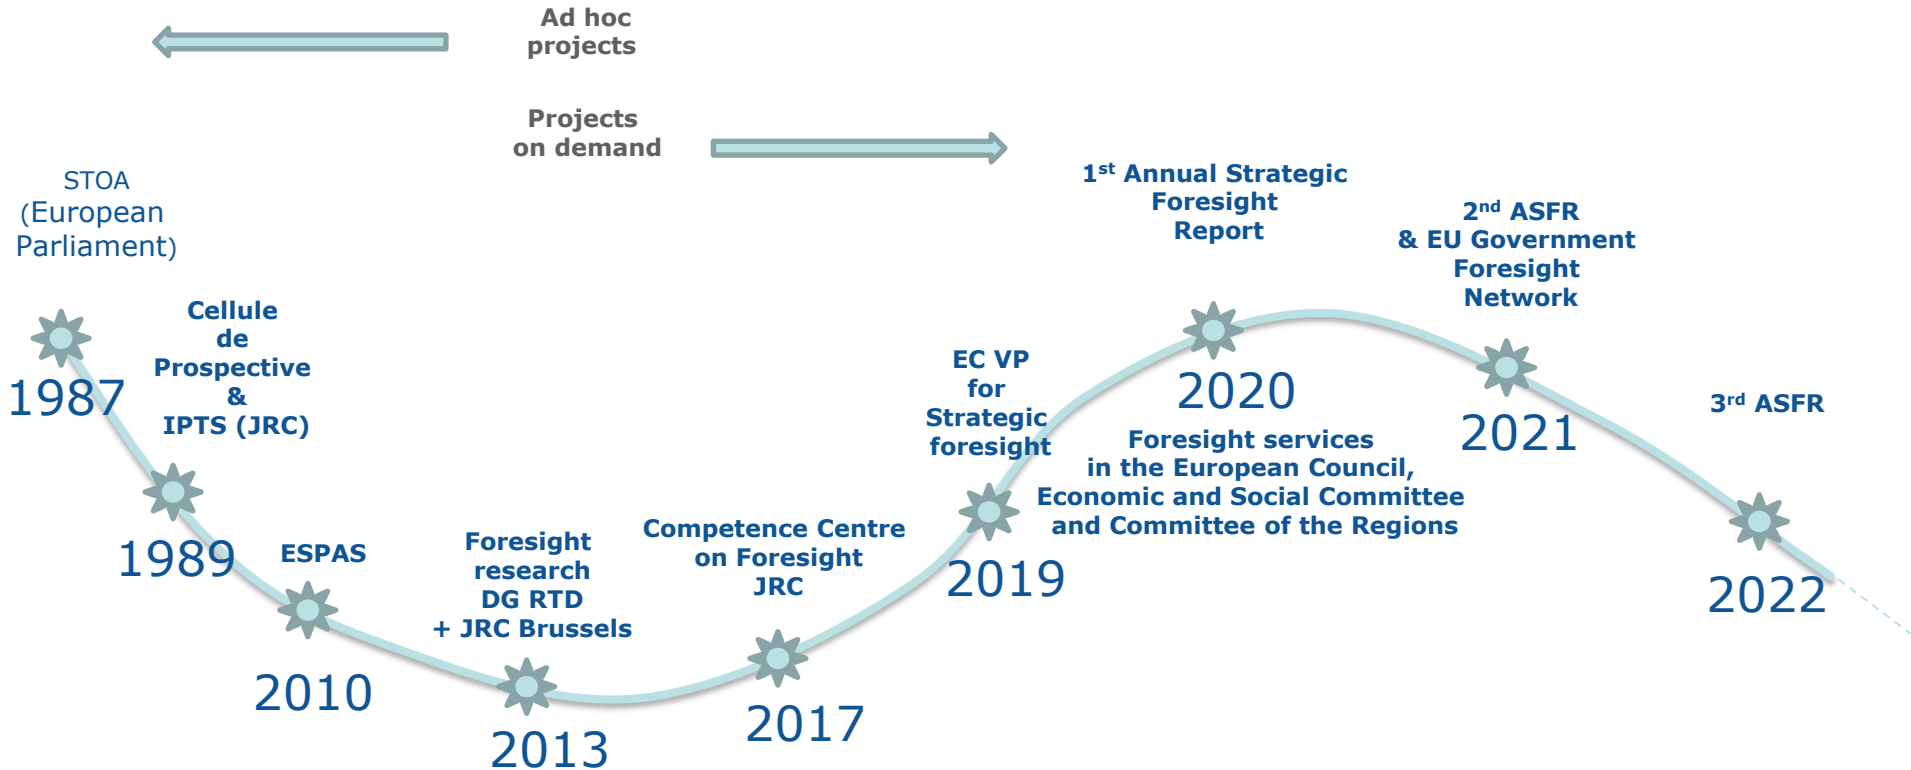 Ad hoc
projects
Projects
on demand
STOA
(European
Parliament)
1987
Cellule
de
Prospective
&
IPTS (JRC)
1989
ESPAS
2010
Foresight
research
DG RTD
+ JRC Brussels
2013
Competence Centre
on Foresight
JRC
2017
EC VP
for
Strategic
foresight
2019
1st Annual Strategic
Foresight
Report
2020
Foresight services
in the European Council,
Economic and Social Committee
and Committee of the Regions
2nd ASFR
& EU Government
Foresight
Network
2021
3rd ASFR
2022